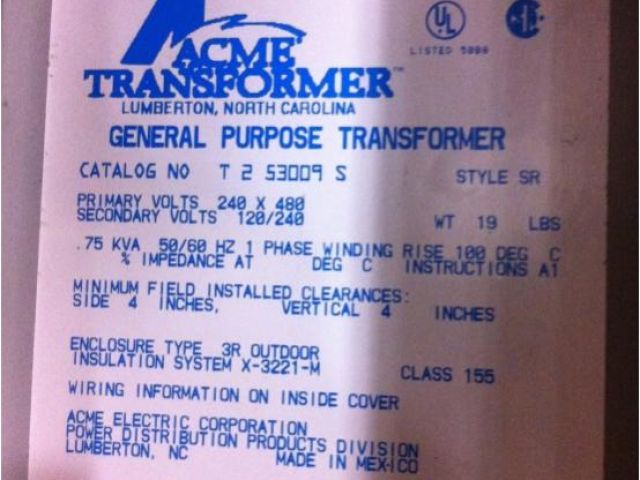 ACME
TRANSFORMER™
LUMBERTON, NORTH CAROLINA
UL
LISTED
GENERAL PURPOSE TRANSFORMER
CATALOG NO T 2 53009 S STYLE SR
PRIMARY VOLTS 240 X 480
SECONDARY VOLTS 120/240 WT 19 LBS
.75 KVA 50/60 HZ 1 PHASE WINDING RISE 100 DEG C
% IMPEDANCE AT DEG C INSTRUCTIONS A1
MINIMUM FIELD INSTALLED CLEARANCES:
SIDE 4 INCHES, VERTICAL 4 INCHES
ENCLOSURE TYPE 3R OUTDOOR
INSULATION SYSTEM X-3221-M CLASS 155
WIRING INFORMATION ON INSIDE COVER
ACME ELECTRIC CORPORATION
POWER DISTRIBUTION PRODUCTS DIVISION
LUMBERTON, NC MADE IN MEXICO